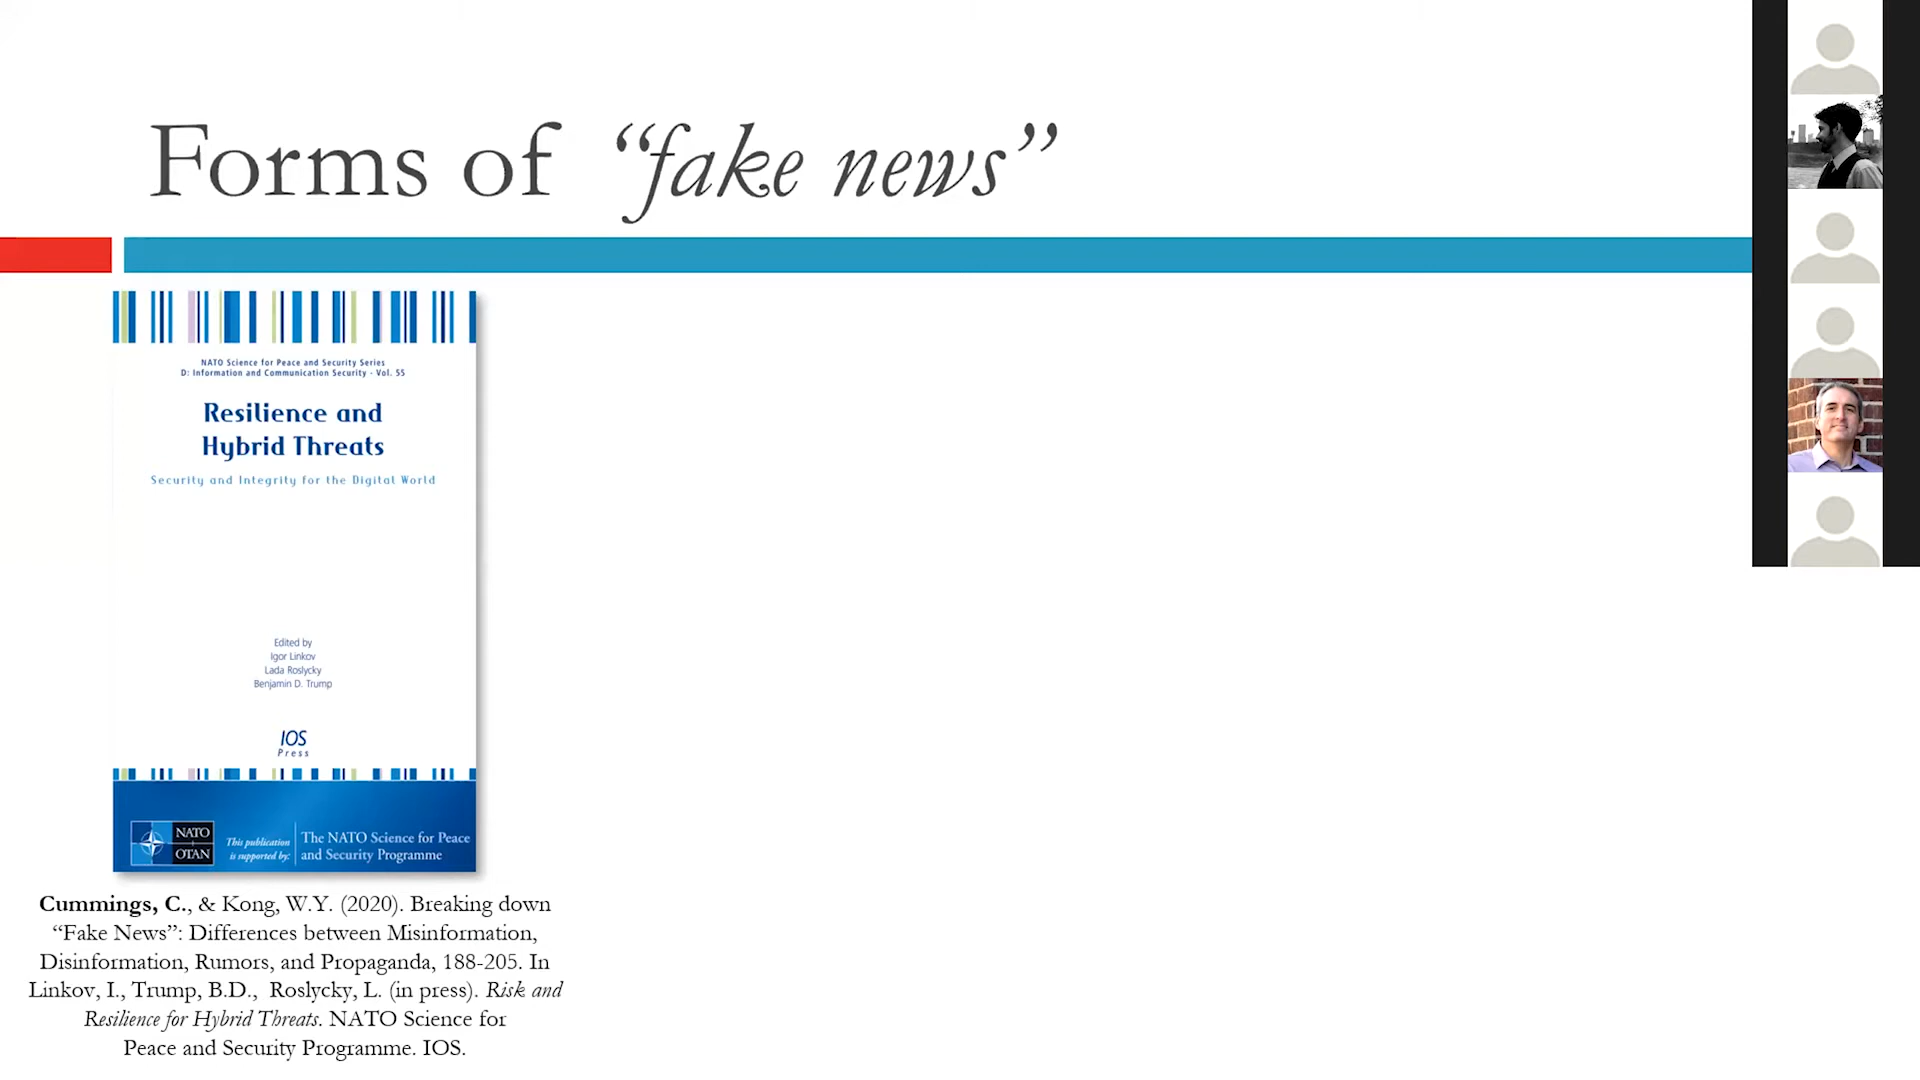 Forms of “fake news”
NATO Science for Peace and Security Series
D: Information and Communication Security - Vol. 55
Resilience and
Hybrid Threats
Security and Integrity for the Digital World
Edited by
Igor Linkov
Lada Roslycky
Benjamin D. Trump
IOS
Press
NATO
OTAN
This publication
is supported by:
The NATO Science for Peace
and Security Programme
Cummings, C., & Kong, W.Y. (2020). Breaking down
“Fake News”: Differences between Misinformation,
Disinformation, Rumors, and Propaganda, 188-205. In
Linkov, I., Trump, B.D., Roslycky, L. (in press). Risk and
Resilience for Hybrid Threats. NATO Science for
Peace and Security Programme. IOS.